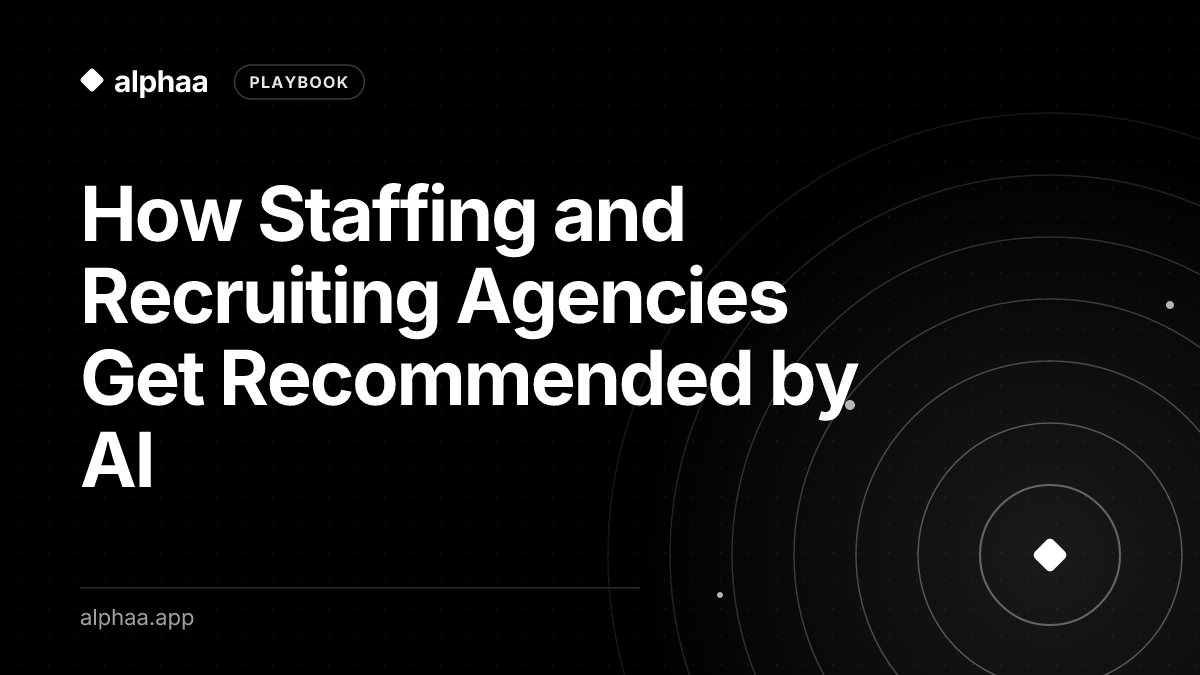 alphaa
PLAYBOOK
How Staffing and
Recruiting Agencies
Get Recommended by
AI
alphaa.app